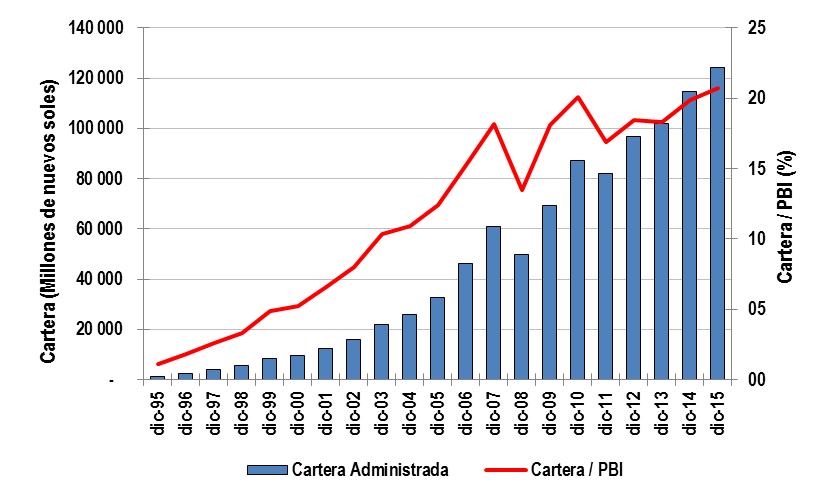 Cartera (Millones de nuevos soles)
140 000
120 000
100 000
80 000
60 000
40 000
20 000
-
25
20
15
10
05
00
Cartera / PBI (%)
dic-95
dic-96
dic-97
dic-98
dic-99
dic-00
dic-01
dic-02
dic-03
dic-04
dic-05
dic-06
dic-07
dic-08
dic-09
dic-10
dic-11
dic-12
dic-13
dic-14
dic-15
Cartera Administrada
Cartera / PBI